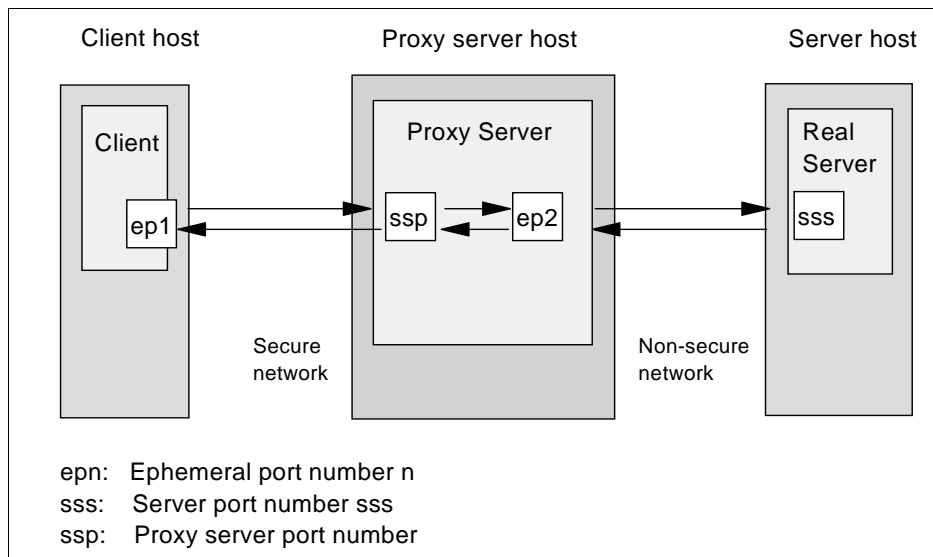 Client host
Proxy server host
Server host
Client
Proxy Server
Real
Server
ep1
ssp
ep2
sss
Secure
network
Non-secure
network
epn: Ephemeral port number n
sss: Server port number sss
ssp: Proxy server port number